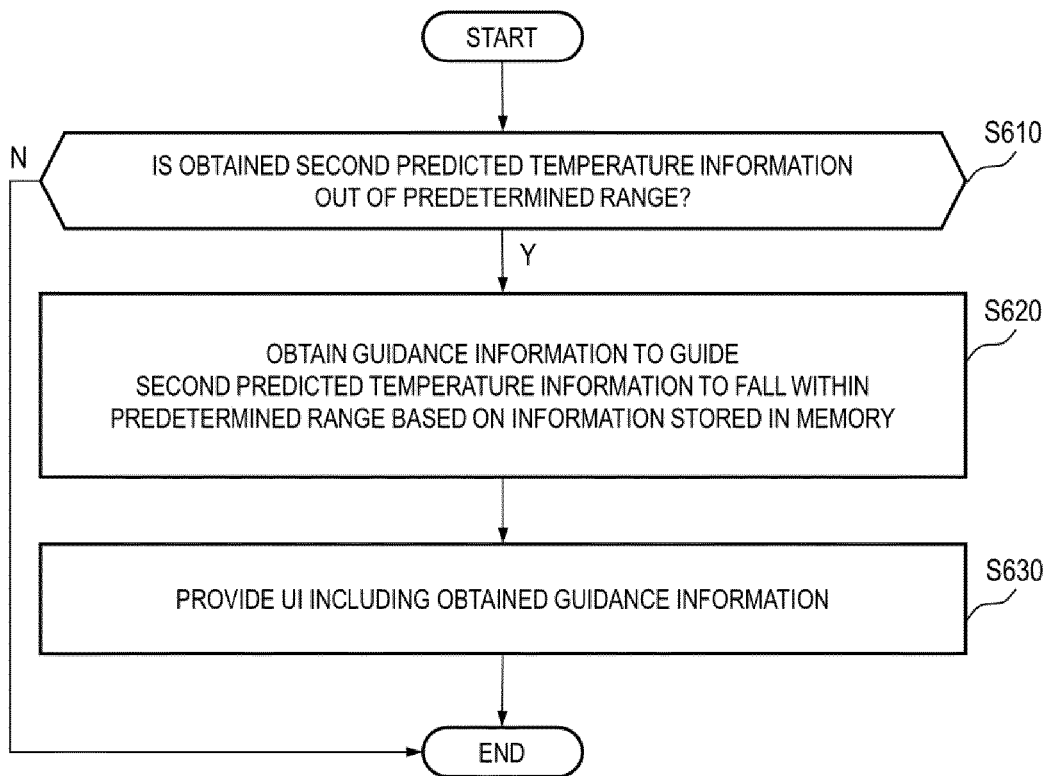 START
S610
N
IS OBTAINED SECOND PREDICTED TEMPERATURE INFORMATION
OUT OF PREDETERMINED RANGE?
Y
S620
OBTAIN GUIDANCE INFORMATION TO GUIDE
SECOND PREDICTED TEMPERATURE INFORMATION TO FALL WITHIN
PREDETERMINED RANGE BASED ON INFORMATION STORED IN MEMORY
S630
PROVIDE UI INCLUDING OBTAINED GUIDANCE INFORMATION
END